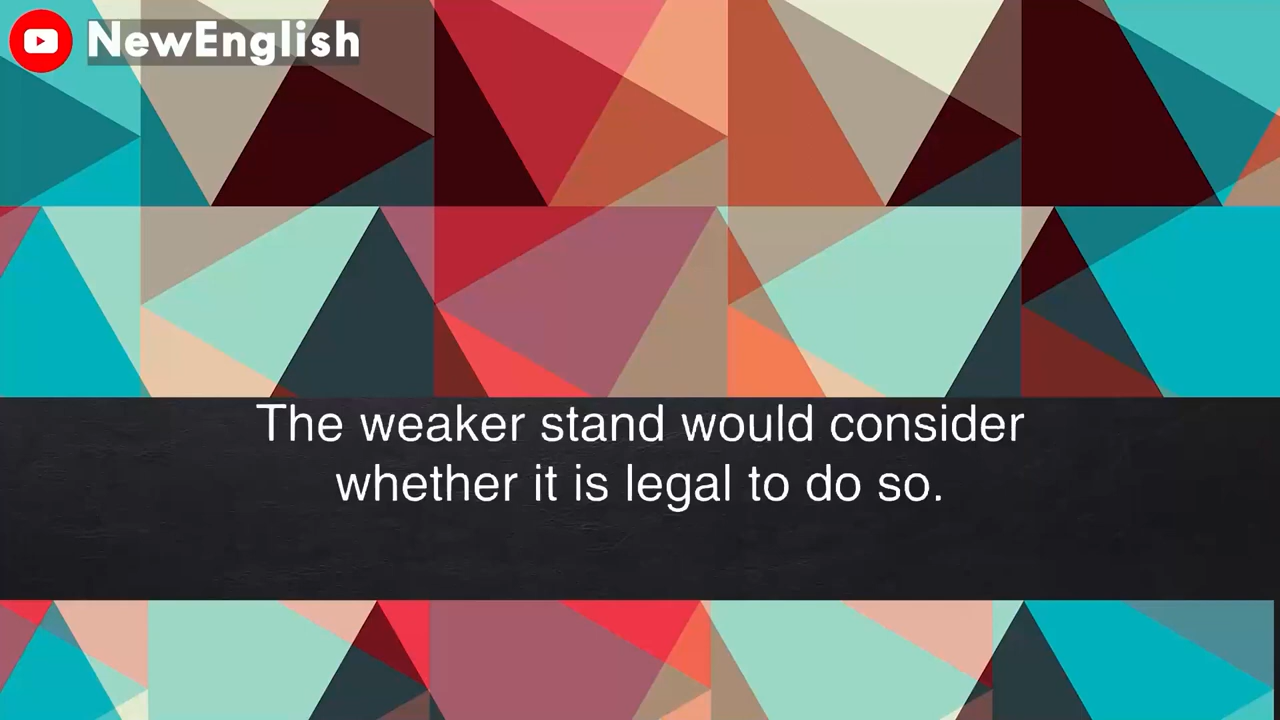 NewEnglish
The weaker stand would consider
whether it is legal to do so.